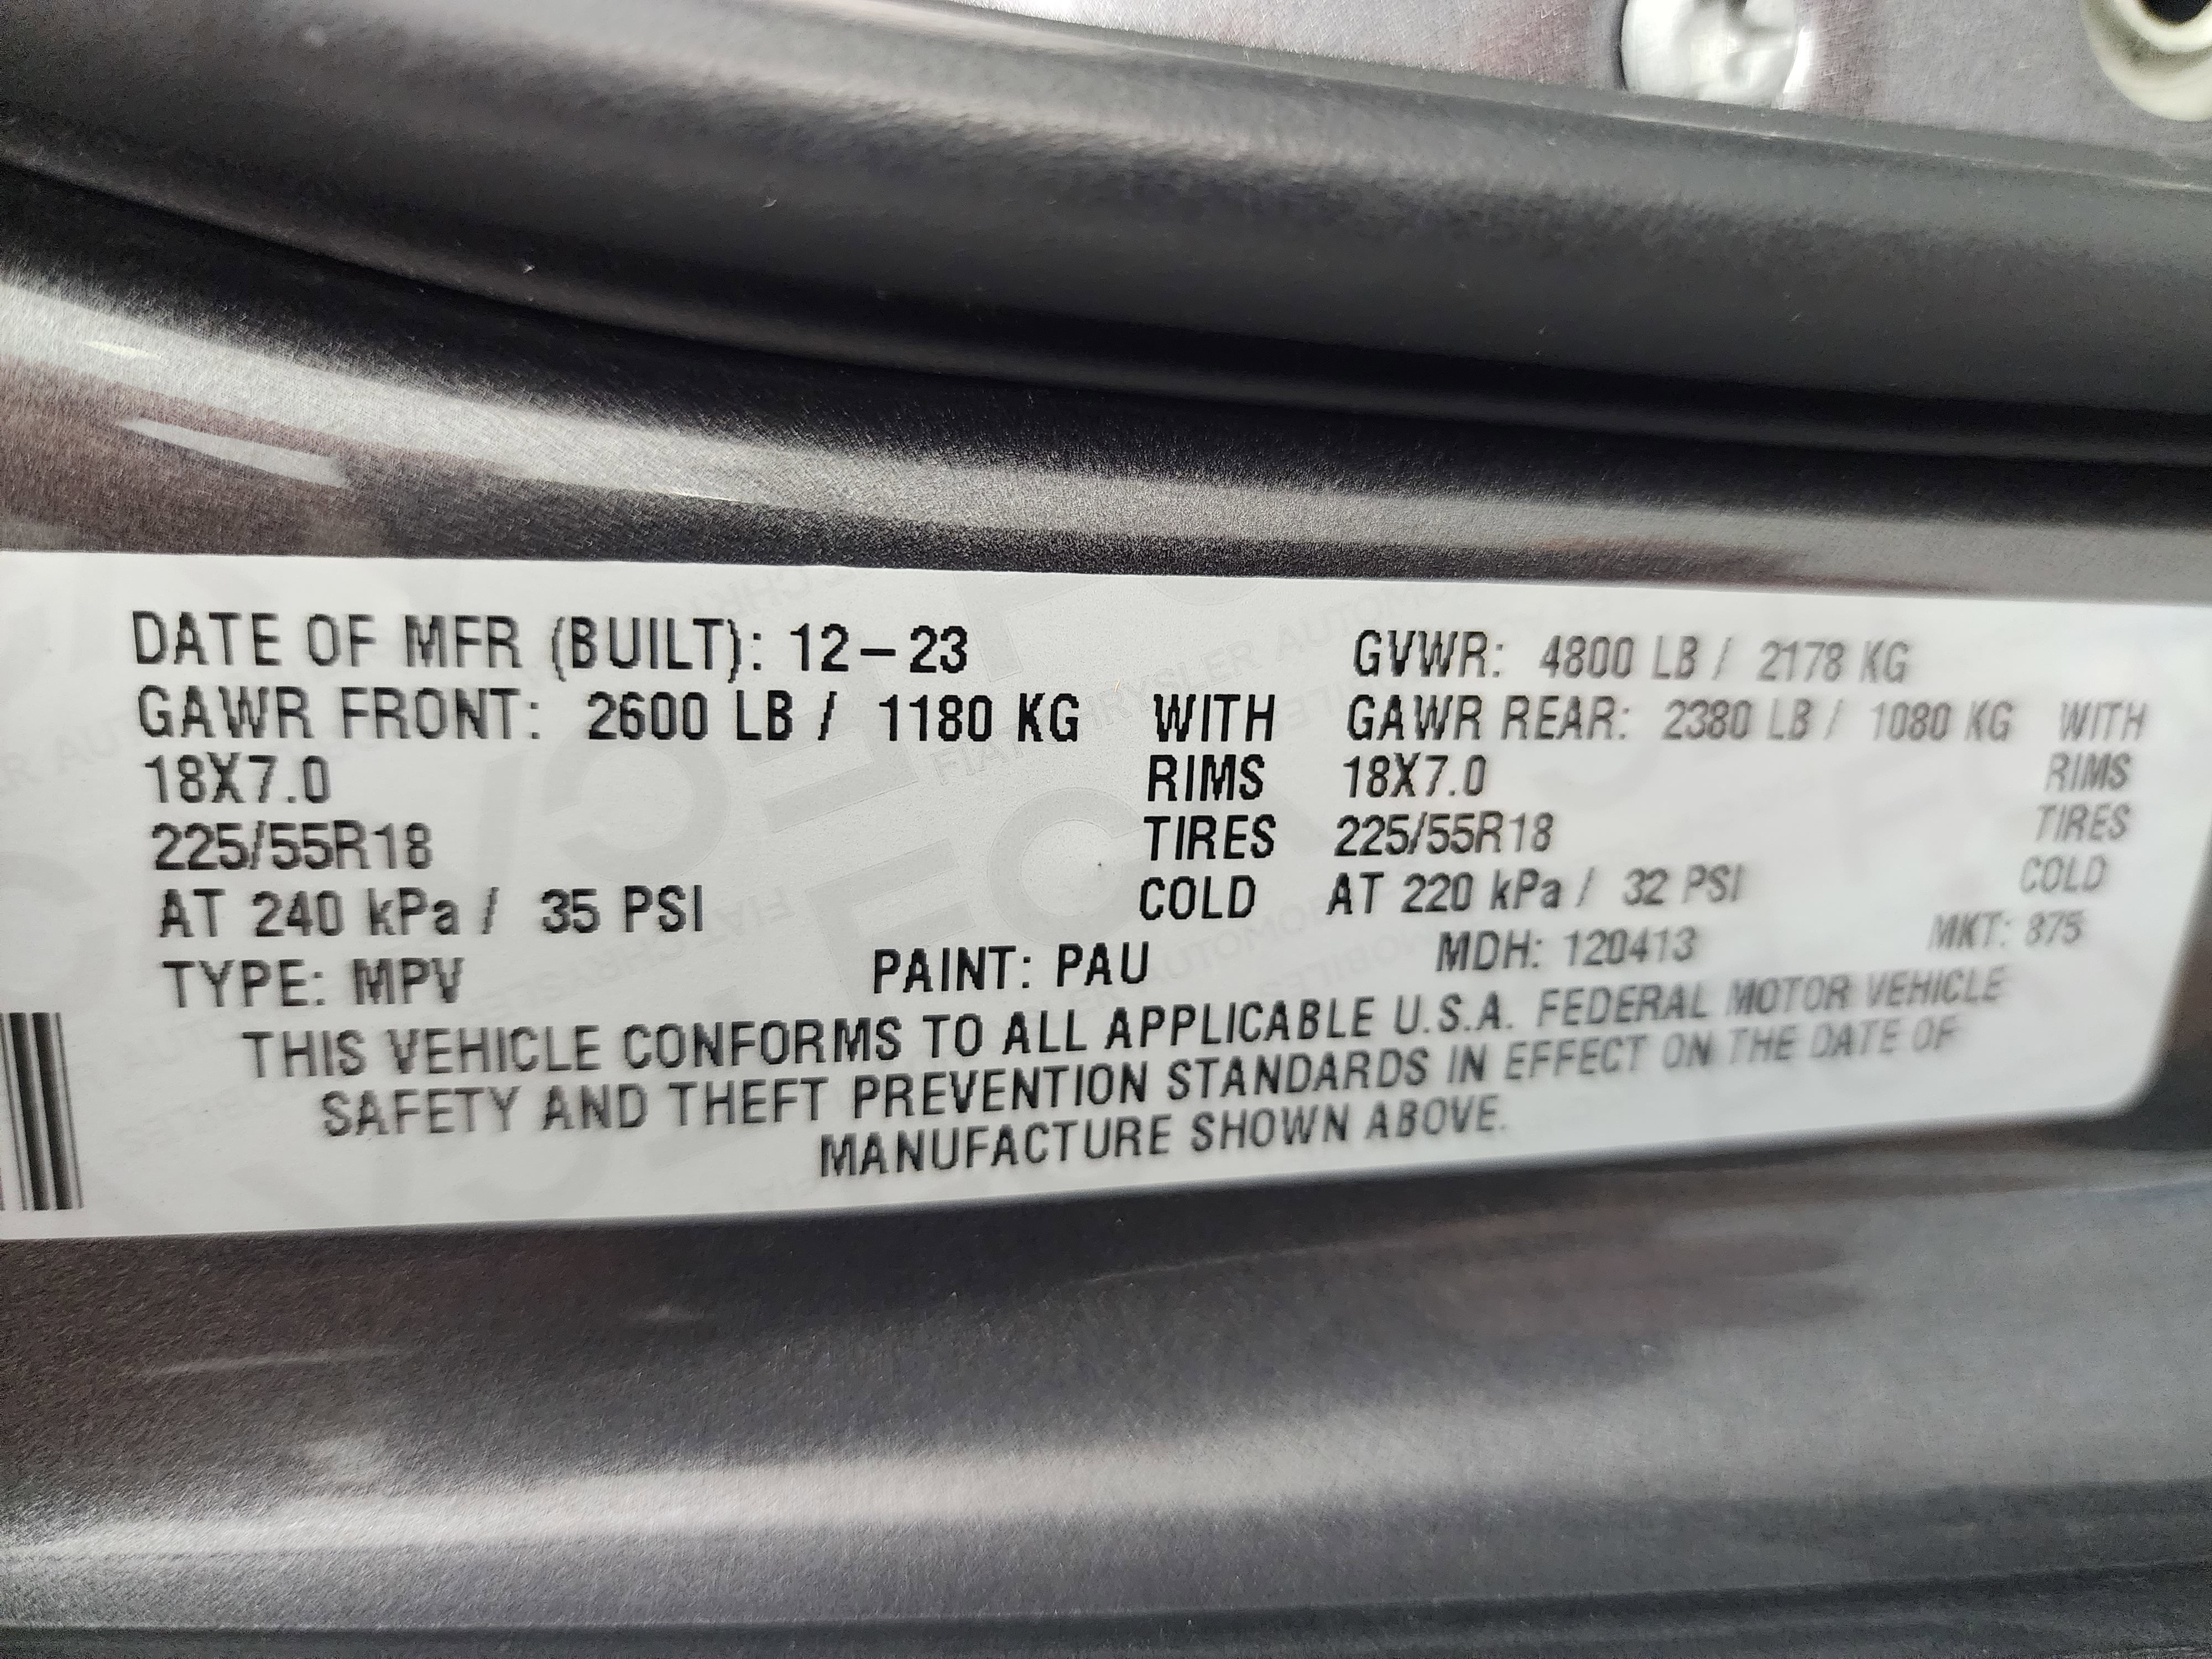 DATE OF MFR (BUILT): 12-23 GVWR: 4800 LB / 2178 KG
GAWR FRONT: 2600 LB / 1180 KG WITH GAWR REAR: 2380 LB / 1080 KG WITH
18X7.0 RIMS 18X7.0 RIMS
225/55R18 TIRES 225/55R18 TIRES
AT 240 kPa / 35 PSI COLD AT 220 kPa / 32 PSI COLD
TYPE: MPV PAINT: PAU MDH: 120413 MKT: 875
THIS VEHICLE CONFORMS TO ALL APPLICABLE U.S.A. FEDERAL MOTOR VEHICLE
SAFETY AND THEFT PREVENTION STANDARDS IN EFFECT ON THE DATE OF
MANUFACTURE SHOWN ABOVE.